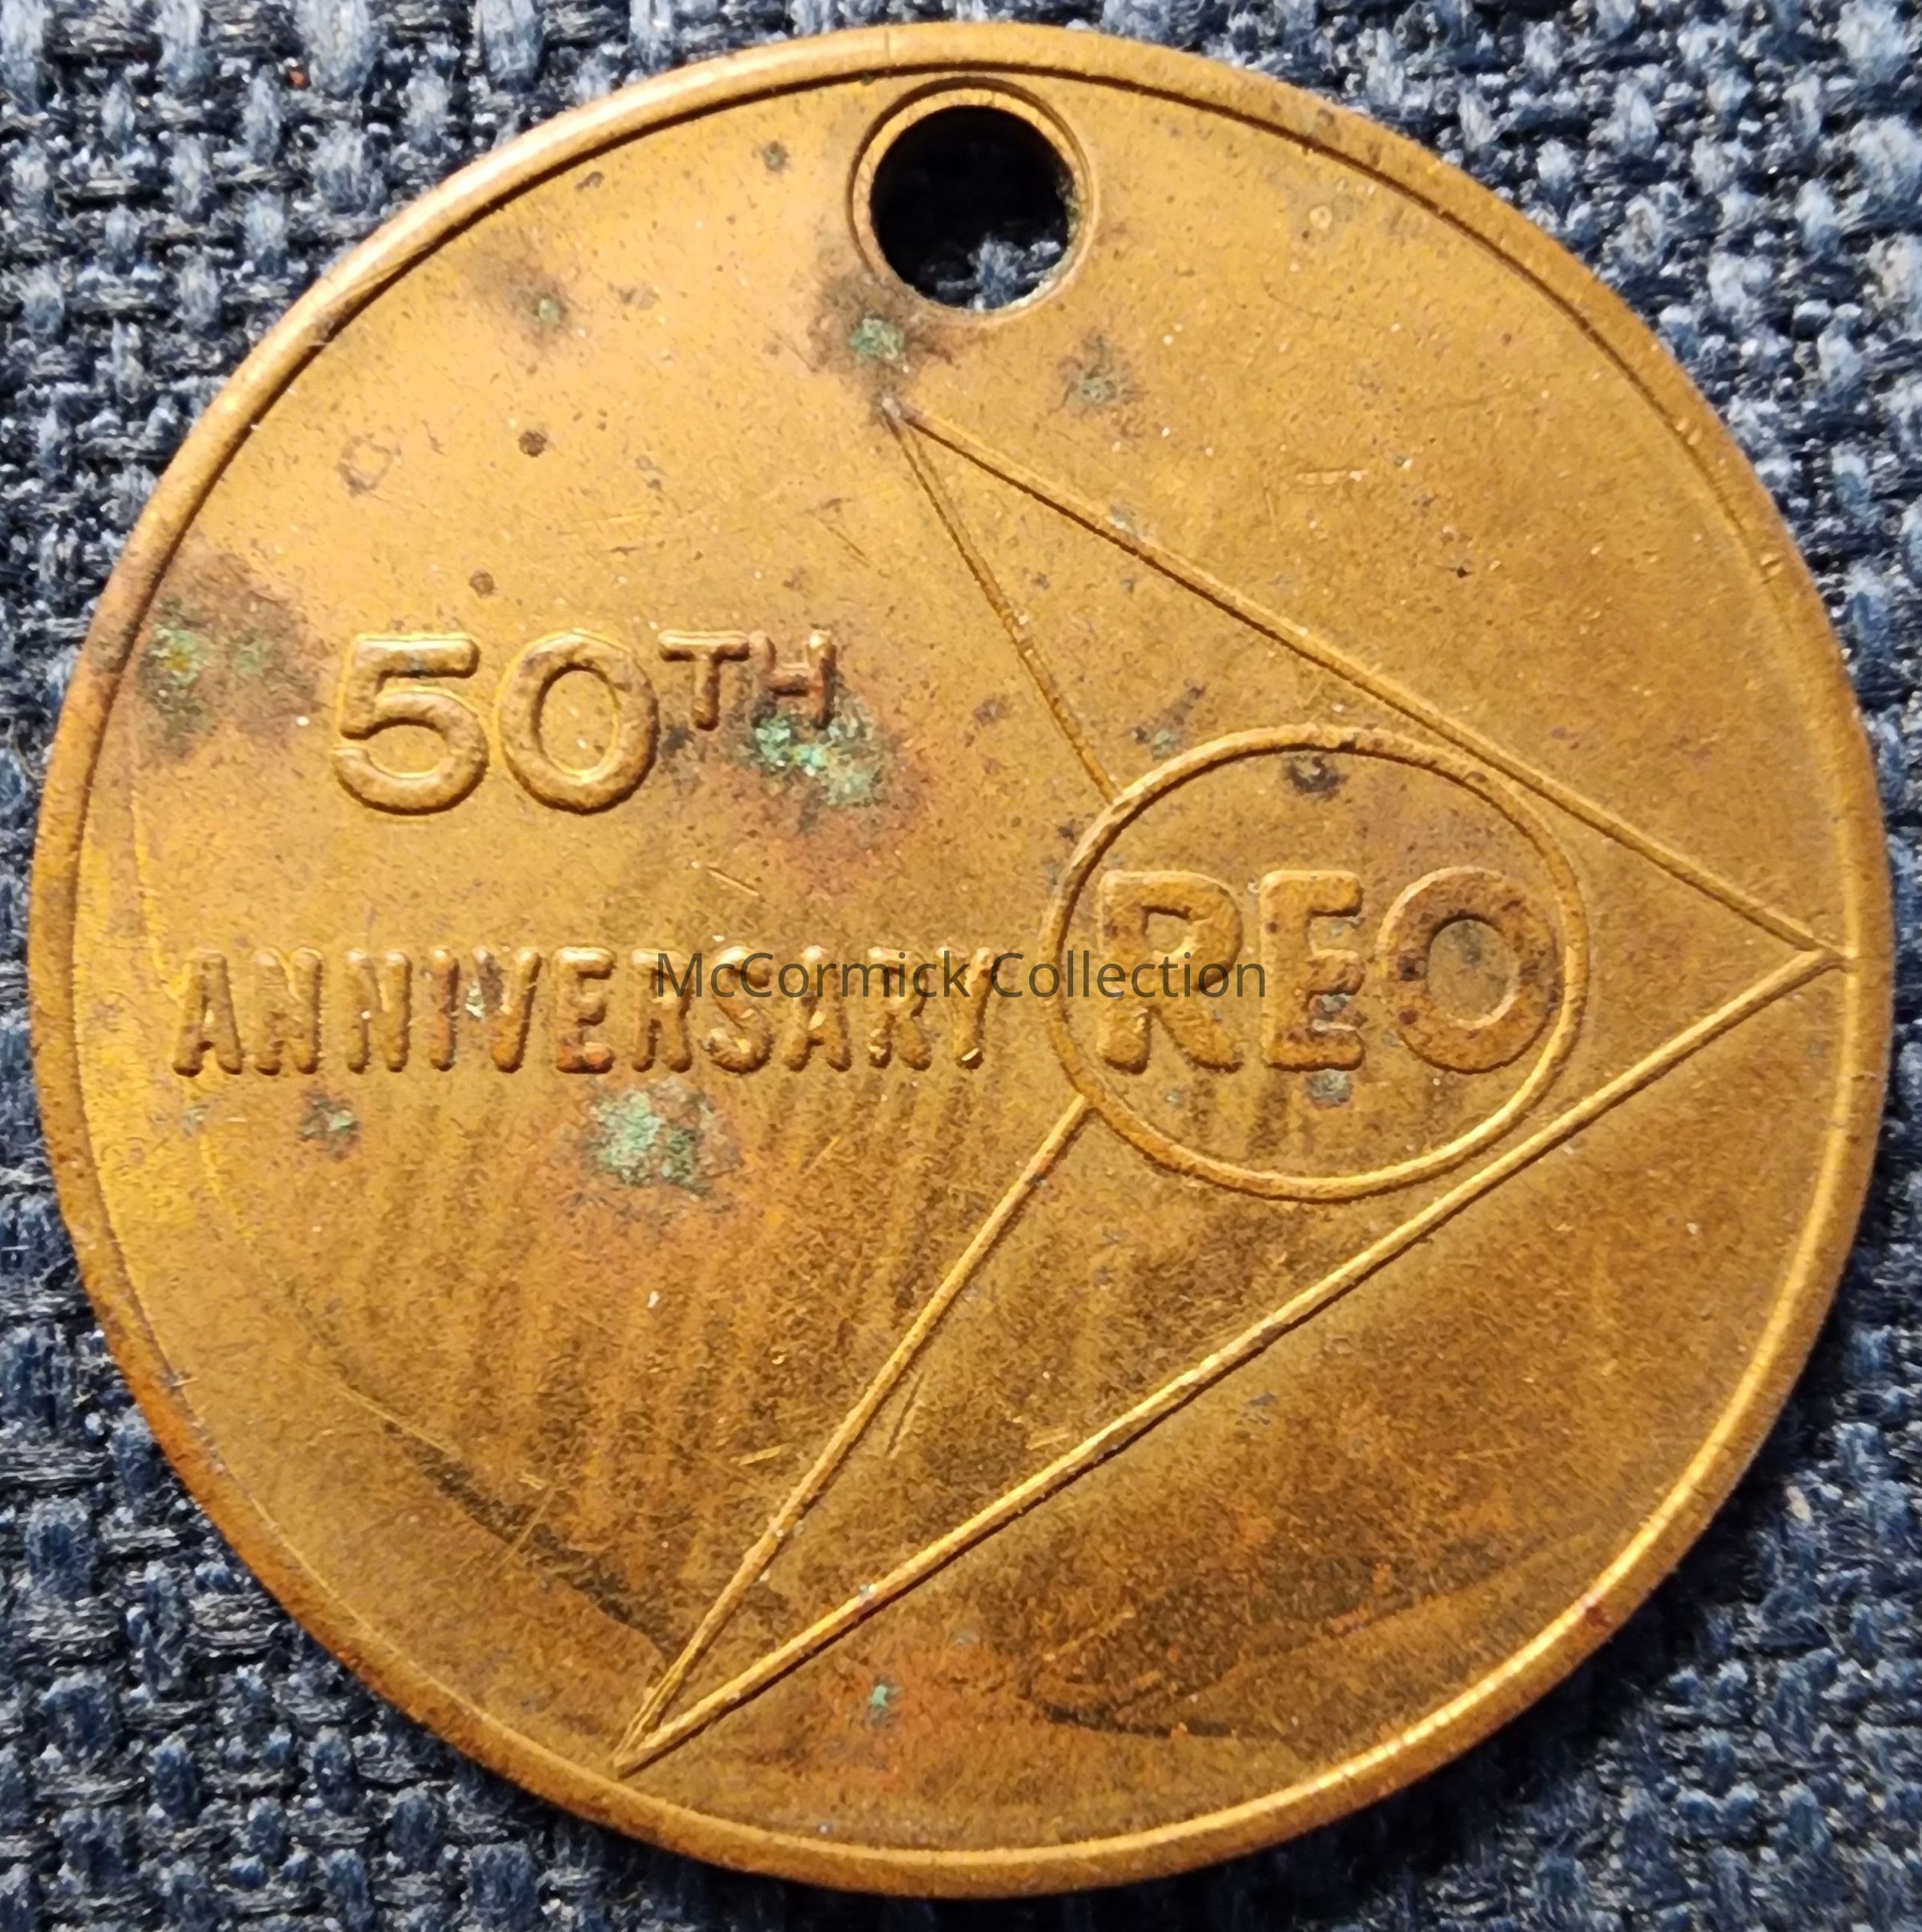 50TH
ANNIVERSARY
REO
McCormick Collection